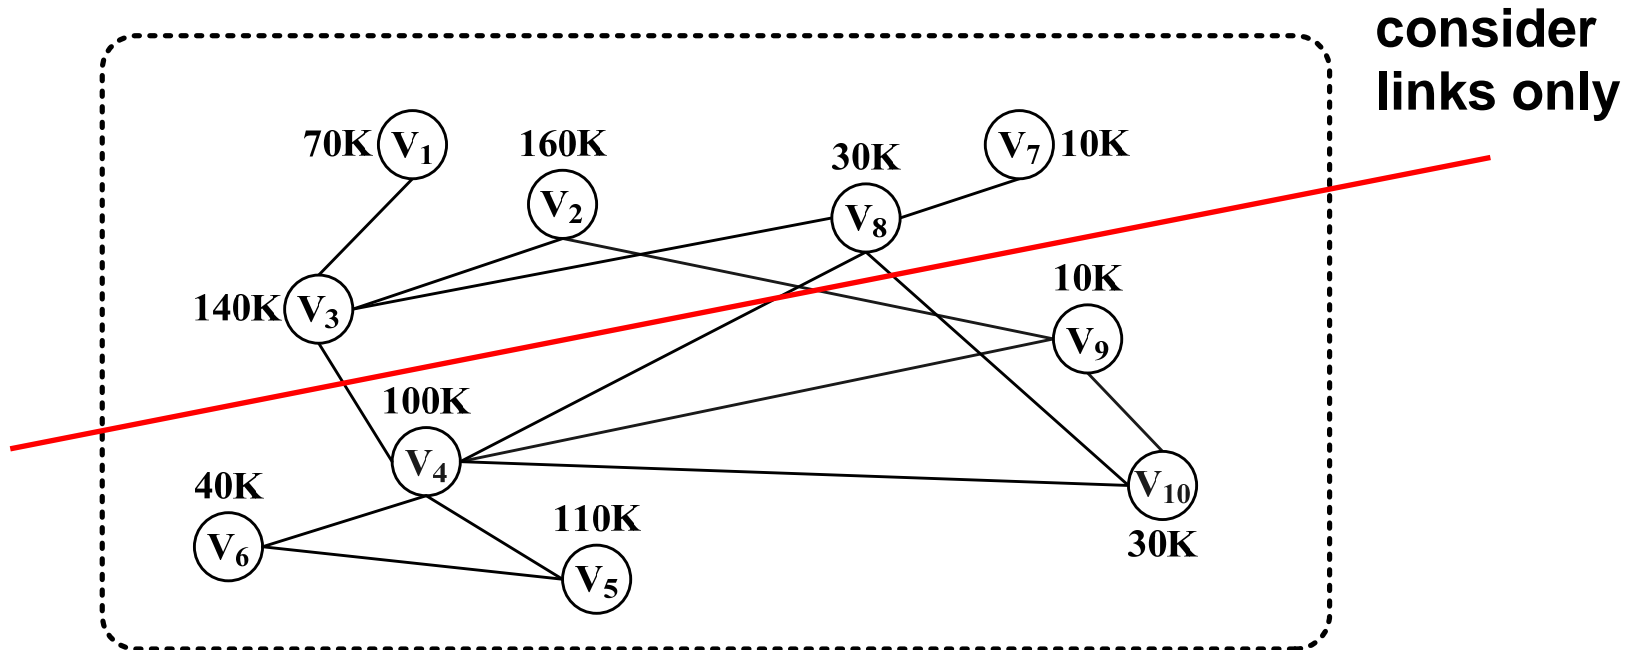 consider
links only
70K V1
160K
V2
30K
V8
V7 10K
140K V3
10K
V9
100K
V4
40K
V6
110K
V5
V10
30K